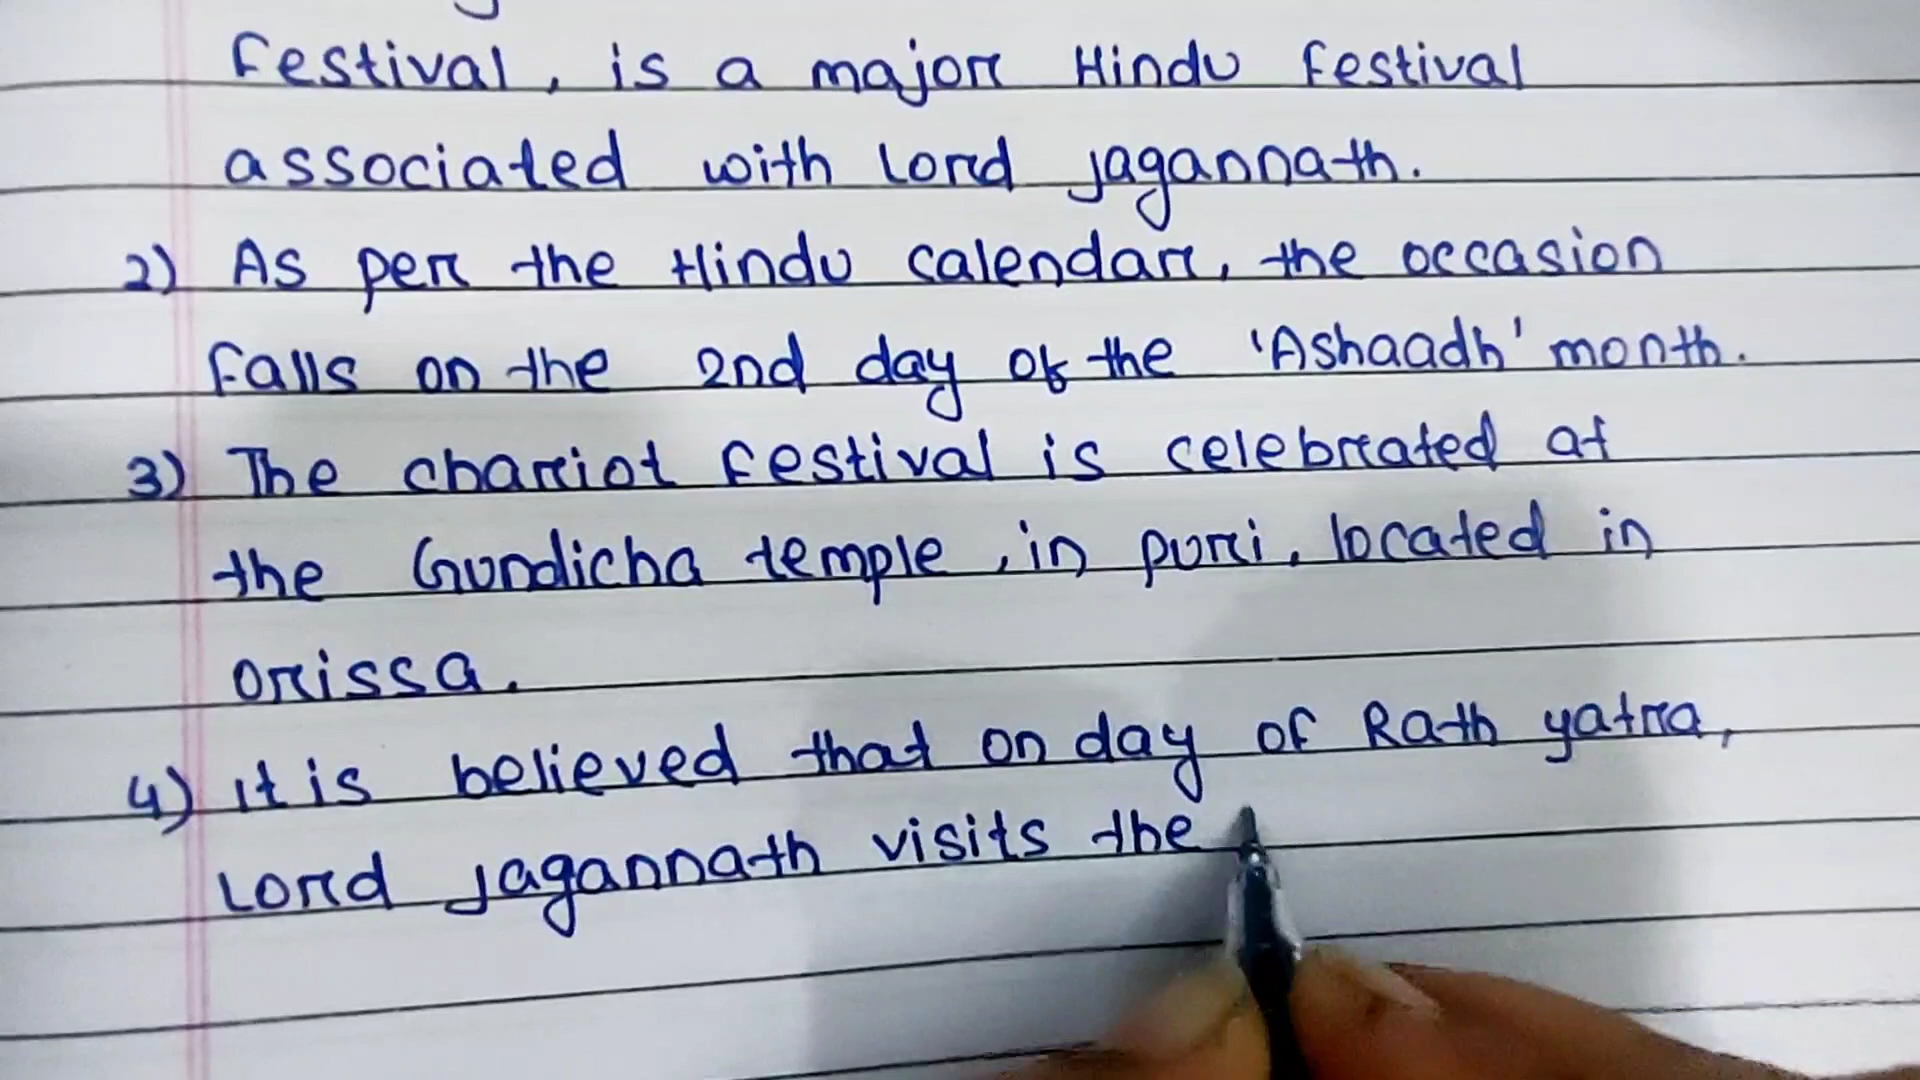 festival, is a major Hindu festival
associated with Lord jagannath.
2) As per the Hindu calendar, the occasion
falls on the 2nd day of the 'Ashaadh' month.
3) The chariot festival is celebrated at
the Gundicha temple, in puri, located in
orissa.
4) it is believed that on day of Rath yatra,
Lord jagannath visits the